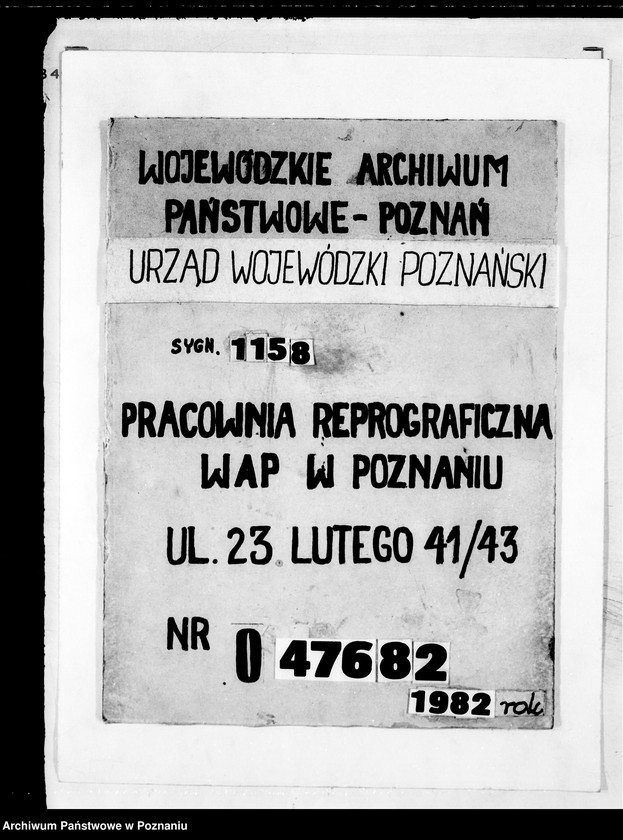 34
WOJEWÓDZKIE ARCHIWUM
PAŃSTWOWE - POZNAŃ
URZĄD WOJEWÓDZKI POZNAŃSKI
SYGN. 1158
PRACOWNIA REPROGRAFICZNA
WAP W POZNANIU
UL. 23 LUTEGO 41/43
NR 0 47682
1982 rok
Archiwum Państwowe w Poznaniu